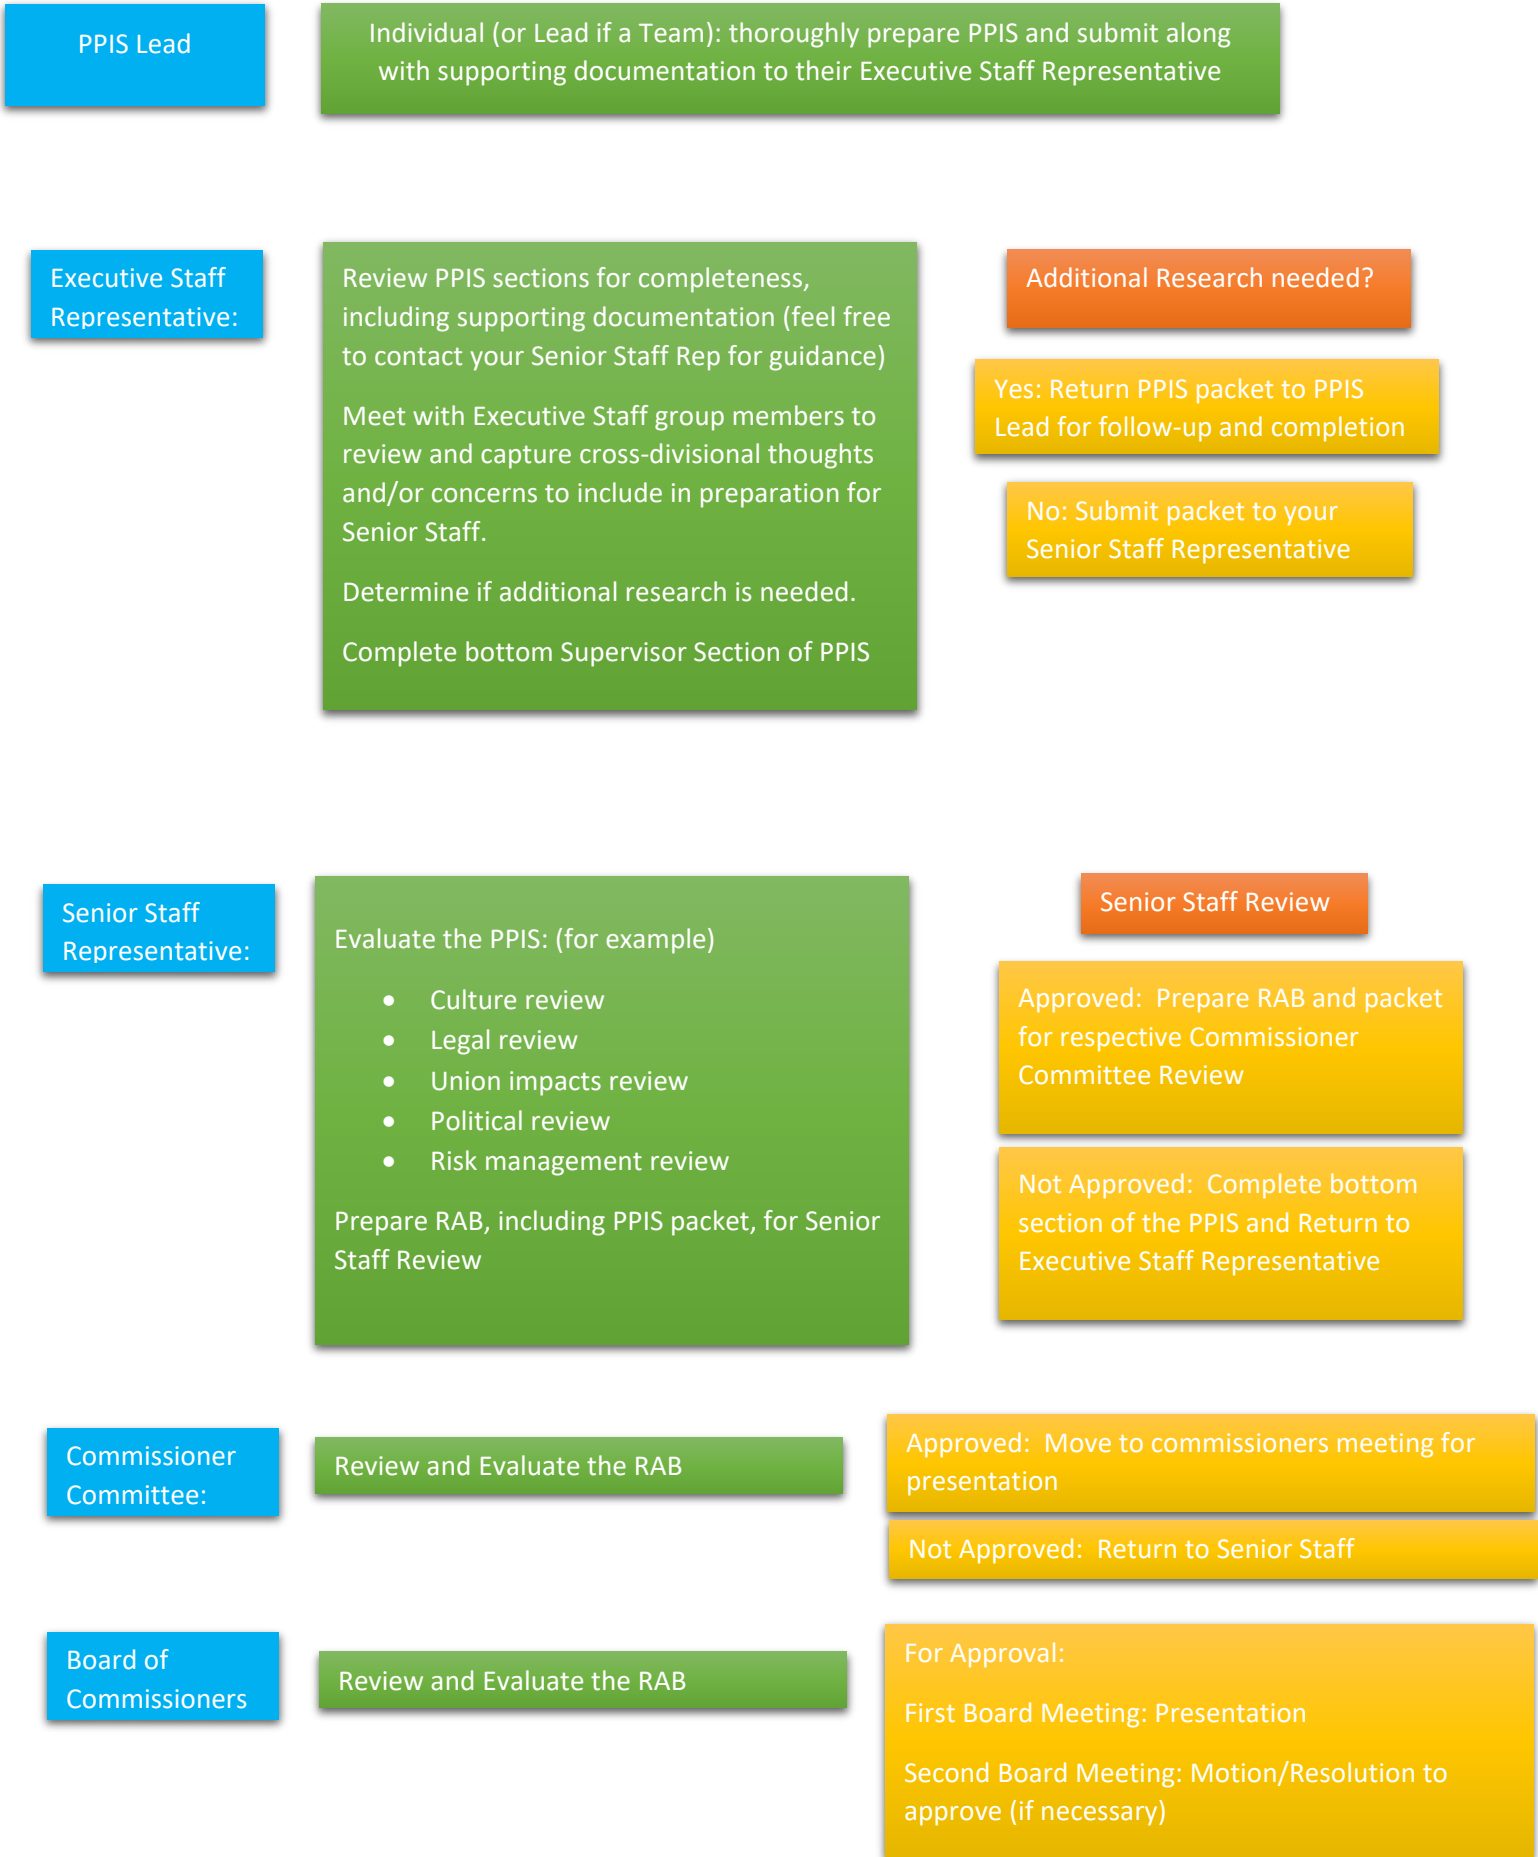 PPIS Lead
Individual (or Lead if a Team): thoroughly prepare PPIS and submit along
with supporting documentation to their Executive Staff Representative
Executive Staff
Representative:
Review PPIS sections for completeness,
including supporting documentation (feel free
to contact your Senior Staff Rep for guidance)
Meet with Executive Staff group members to
review and capture cross-divisional thoughts
and/or concerns to include in preparation for
Senior Staff.
Determine if additional research is needed.
Complete bottom Supervisor Section of PPIS
Additional Research needed?
Yes: Return PPIS packet to PPIS
Lead for follow-up and completion
No: Submit packet to your
Senior Staff Representative
Senior Staff
Representative:
Evaluate the PPIS: (for example)
• Culture review
• Legal review
• Union impacts review
• Political review
• Risk management review
Prepare RAB, including PPIS packet, for Senior
Staff Review
Senior Staff Review
Approved:  Prepare RAB and packet
for respective Commissioner
Committee Review
Not Approved:  Complete bottom
section of the PPIS and Return to
Executive Staff Representative
Commissioner
Committee:
Review and Evaluate the RAB
Approved:  Move to commissioners meeting for
presentation
Not Approved:  Return to Senior Staff
Board of
Commissioners
Review and Evaluate the RAB
For Approval:
First Board Meeting: Presentation
Second Board Meeting: Motion/Resolution to
approve (if necessary)